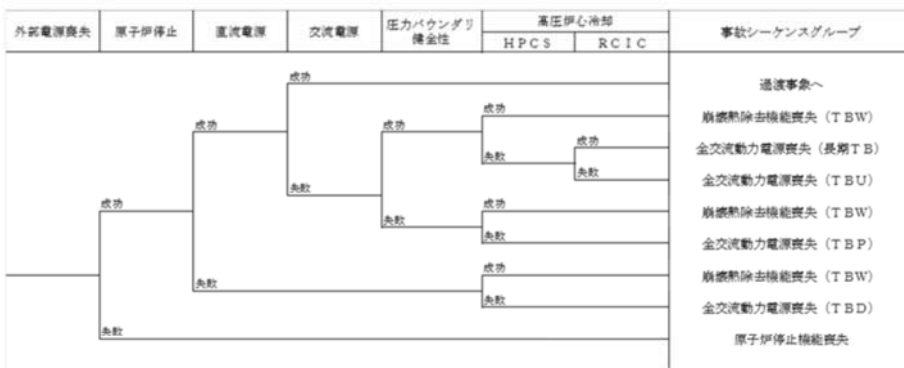 外部電源喪失 原子炉停止 直流電源 交流電源 圧力バウンダリ健全性 高圧炉心冷却 事故シーケンスグループ
HPCS RCIC
成功 過渡事象へ
成功 成功 崩壊熱除去機能喪失（TBW）
成功 全交流動力電源喪失（長期TB）
失敗
失敗 全交流動力電源喪失（TBU）
失敗
成功 成功 崩壊熱除去機能喪失（TBW）
失敗
失敗 全交流動力電源喪失（TBP）
成功 崩壊熱除去機能喪失（TBW）
失敗
失敗 全交流動力電源喪失（TBD）
失敗 原子炉停止機能喪失